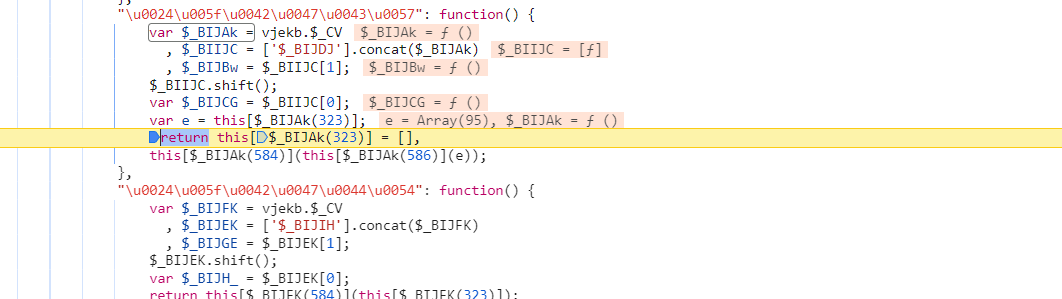 },
"\u0024\u005f\u0042\u0047\u0043\u0057": function() {
var $_BIJAk = vjekb.$_CV $_BIJAk = ƒ ()
, $_BIIJC = ['$_BIJDJ'].concat($_BIJAk) $_BIIJC = [ƒ]
, $_BIJBw = $_BIIJC[1]; $_BIJBw = ƒ ()
$_BIIJC.shift();
var $_BIJCG = $_BIIJC[0]; $_BIJCG = ƒ ()
var e = this[$_BIJAk(323)]; e = Array(95), $_BIJAk = ƒ ()
return this[$_BIJAk(323)] = [],
this[$_BIJAk(584)](this[$_BIJAk(586)](e));
},
"\u0024\u005f\u0042\u0047\u0044\u0054": function() {
var $_BIJFK = vjekb.$_CV
, $_BIJEK = ['$_BIJIH'].concat($_BIJFK)
, $_BIJGE = $_BIJEK[1];
$_BIJEK.shift();
var $_BIJH_ = $_BIJEK[0];
return this[$_BIJFK(584)](this[$_BIJFK(323)]);